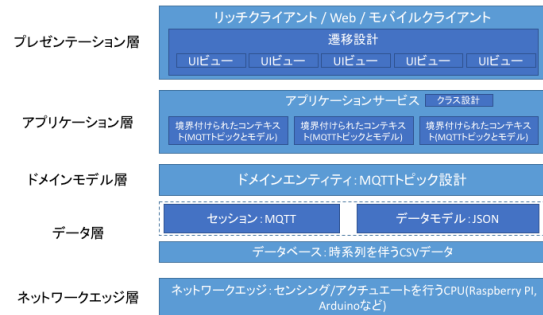 プレゼンテーション層
リッチクライアント / Web / モバイルクライアント
遷移設計
UIビュー UIビュー UIビュー UIビュー UIビュー
アプリケーション層
アプリケーションサービス クラス設計
境界付けられたコンテキスト(MQTTトピックとモデル)
境界付けられたコンテキスト(MQTTトピックとモデル)
境界付けられたコンテキスト(MQTTトピックとモデル)
ドメインモデル層
ドメインエンティティ:MQTTトピック設計
データ層
セッション:MQTT
データモデル:JSON
データベース:時系列を伴うCSVデータ
ネットワークエッジ層
ネットワークエッジ:センシング/アクチュエートを行うCPU(Raspberry PI,
Arduinoなど)